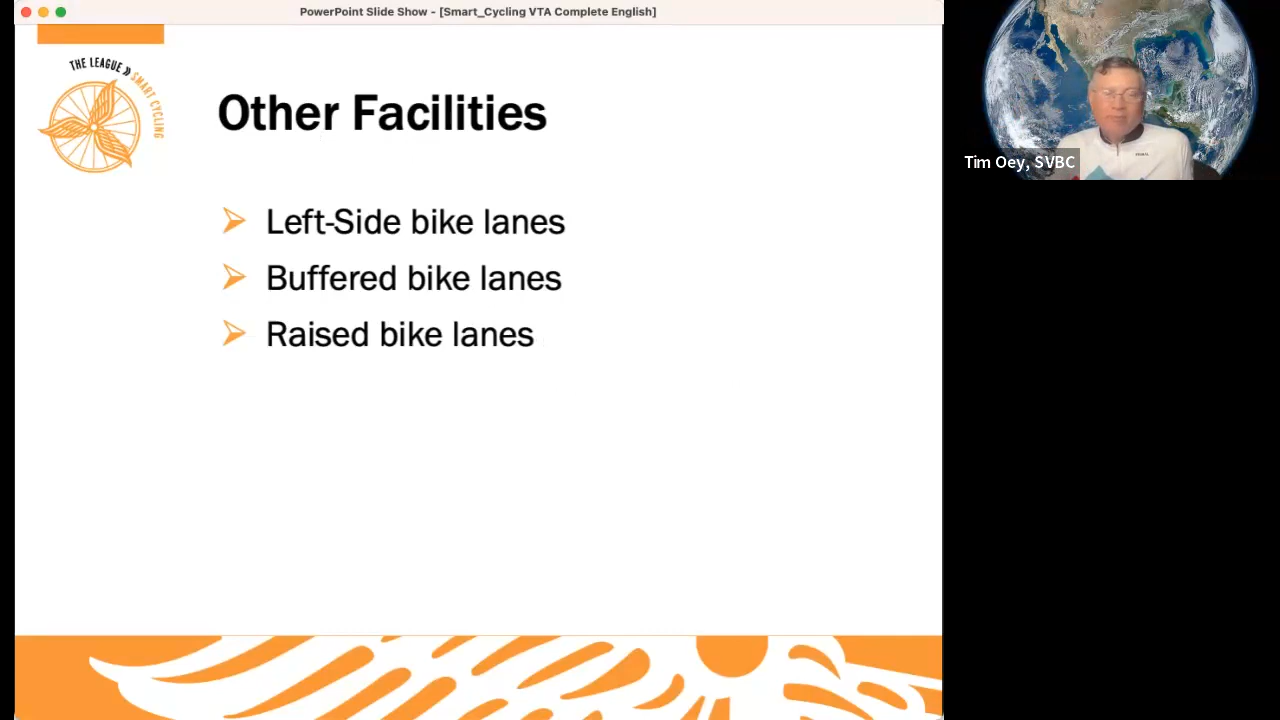 PowerPoint Slide Show - [Smart_Cycling VTA Complete English]
THE LEAGUE» SMART CYCLING
Other Facilities
Left-Side bike lanes
Buffered bike lanes
Raised bike lanes
Tim Oey, SVBC